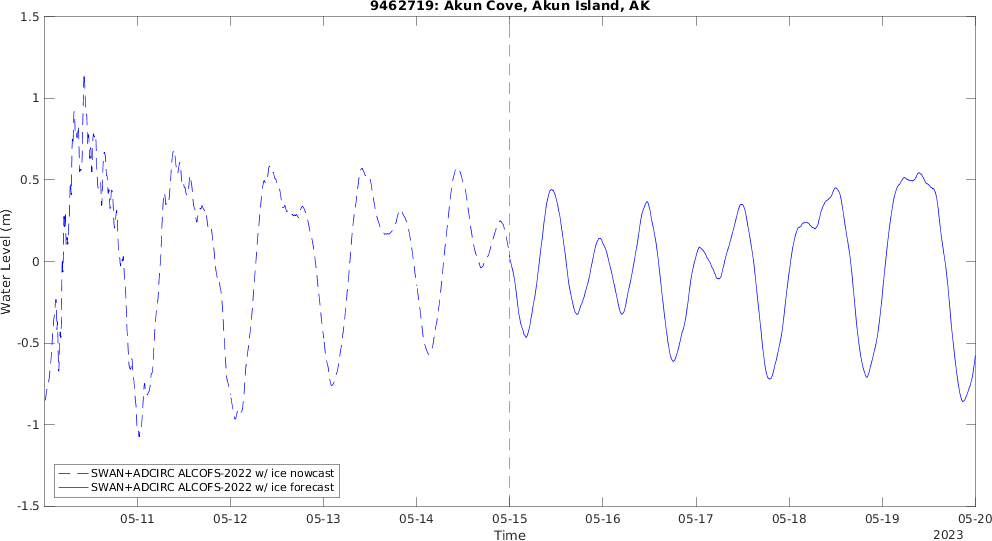 9462719: Akun Cove, Akun Island, AK
1.5
1
0.5
0
-0.5
-1
-1.5
Water Level (m)
SWAN+ADCIRC ALCOFS-2022 w/ ice nowcast
SWAN+ADCIRC ALCOFS-2022 w/ ice forecast
05-11 05-12 05-13 05-14 05-15 05-16 05-17 05-18 05-19 05-20
Time
2023